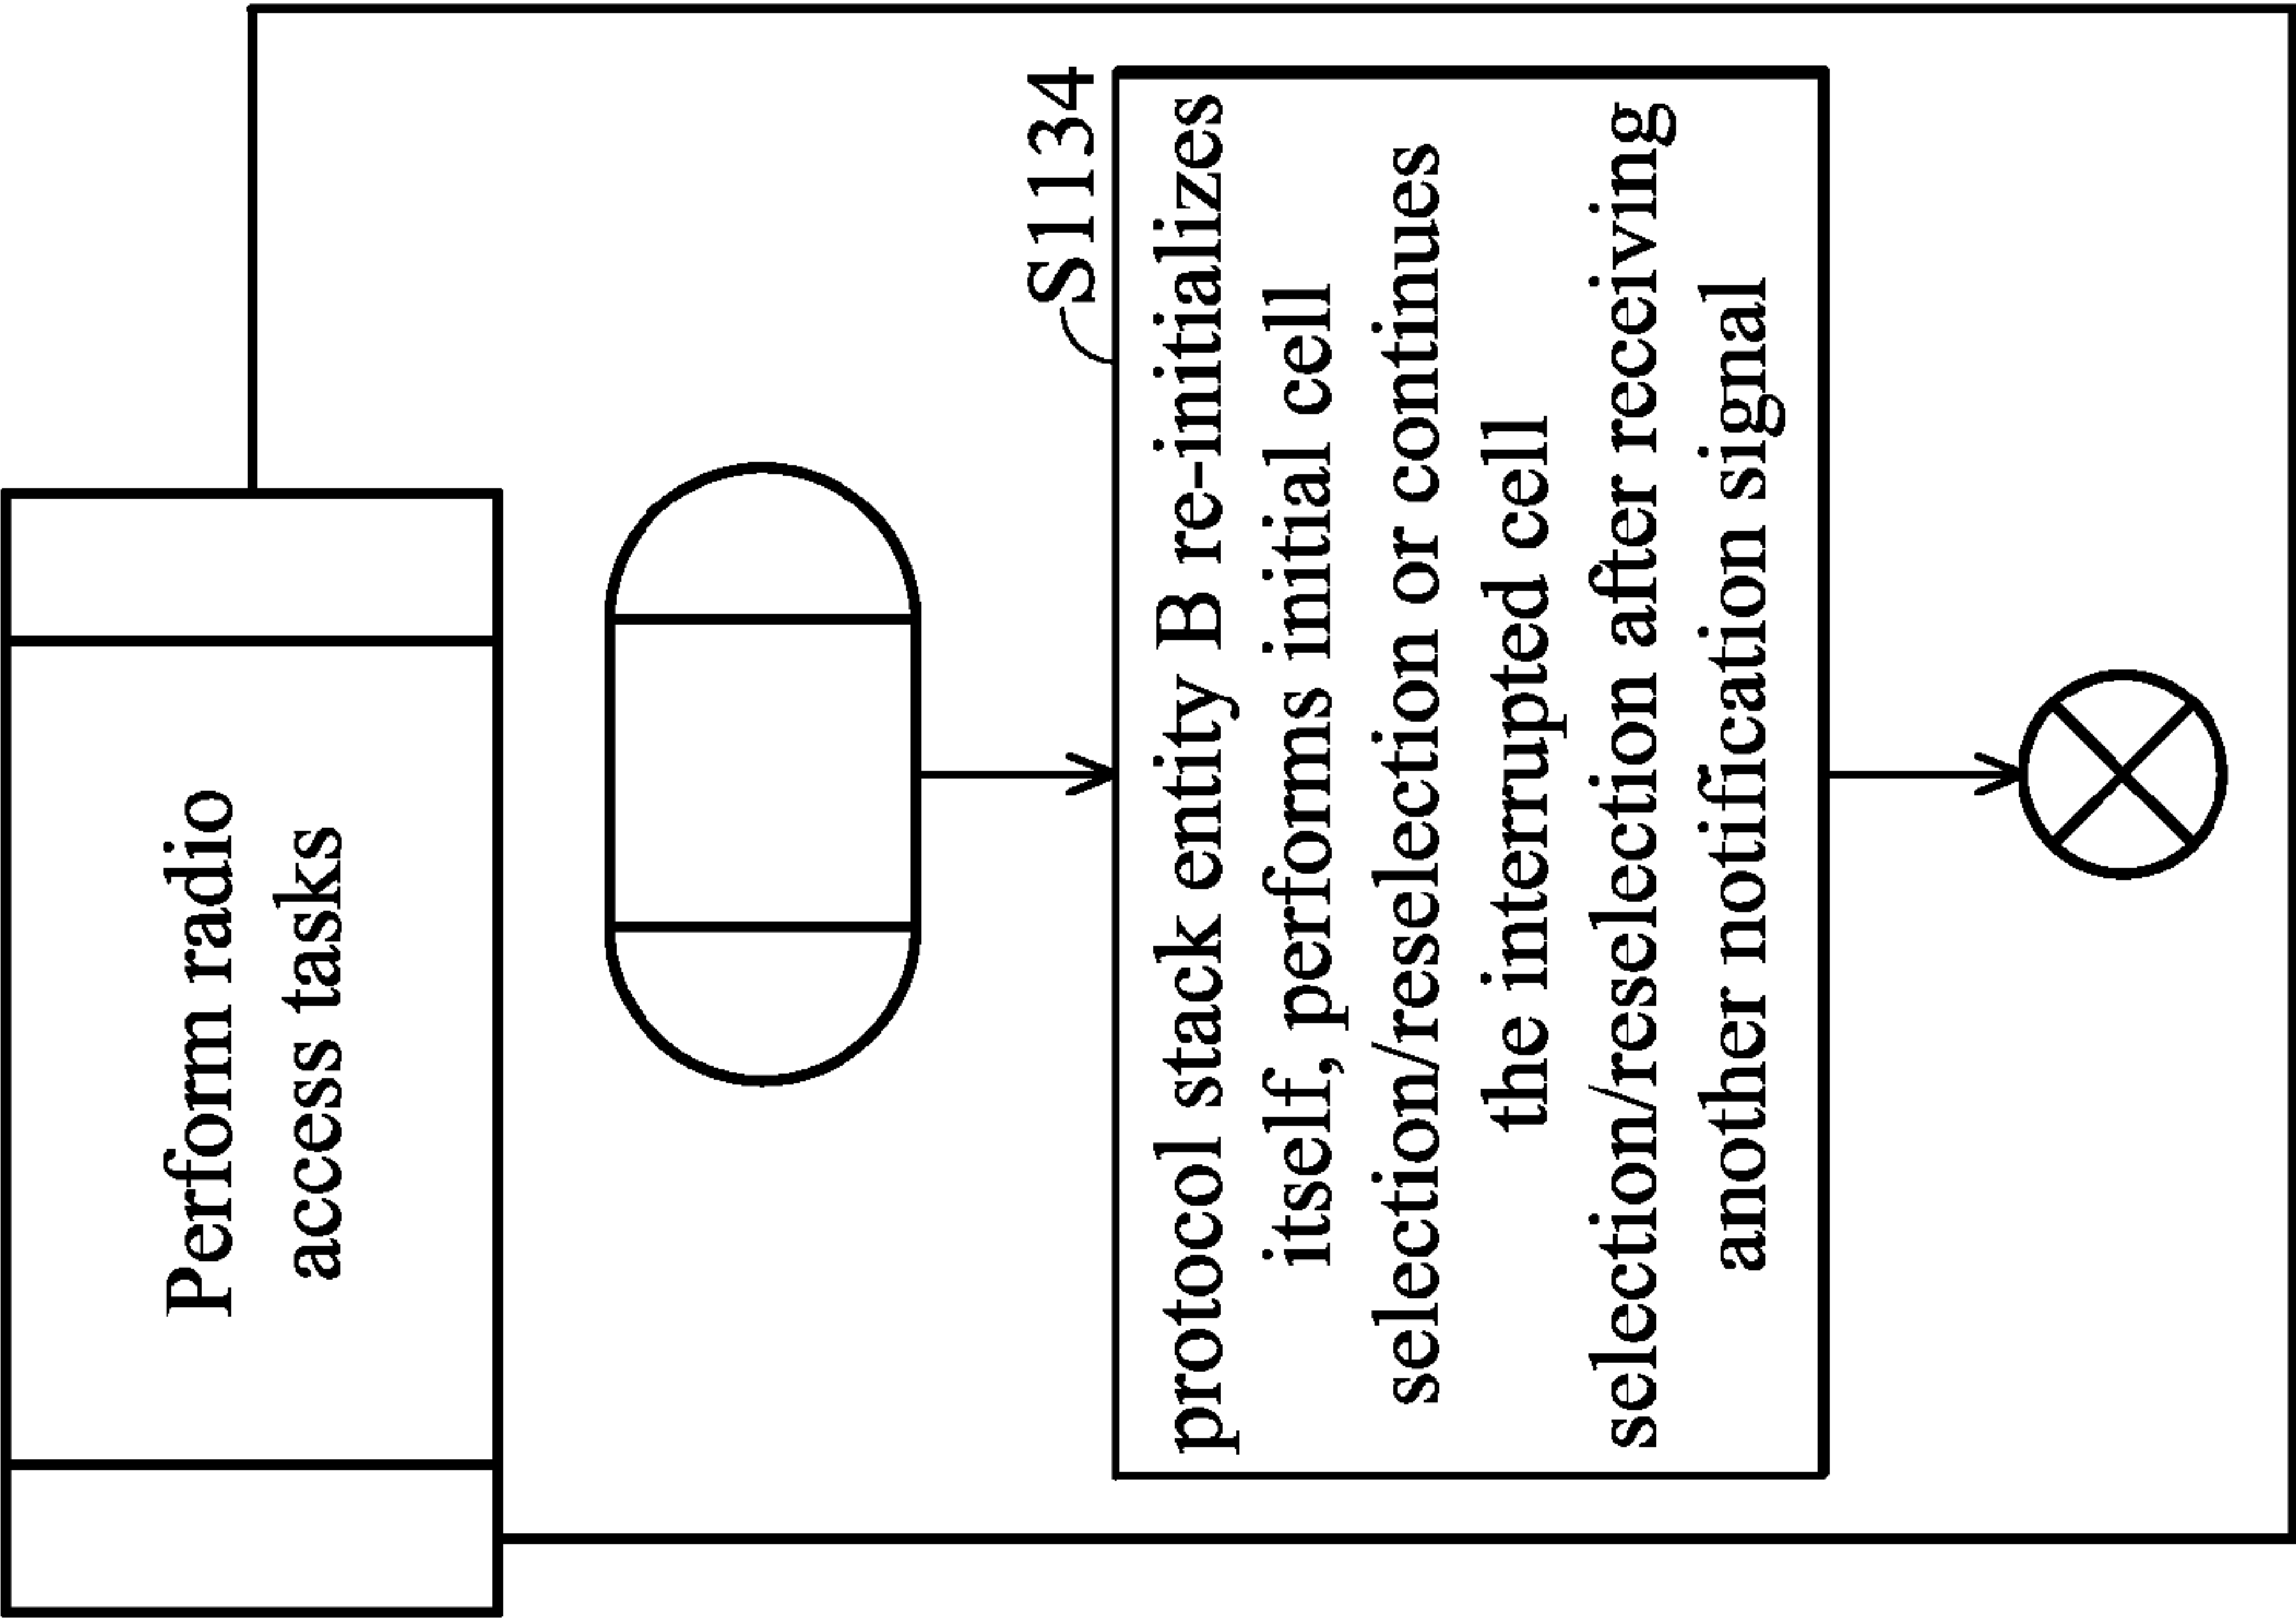 Perform radio
access tasks
S1134
protocol stack entity B re-initializes
itself, performs initial cell
selection/reselection or continues
the interrupted cell
selection/reselection after receiving
another notification signal